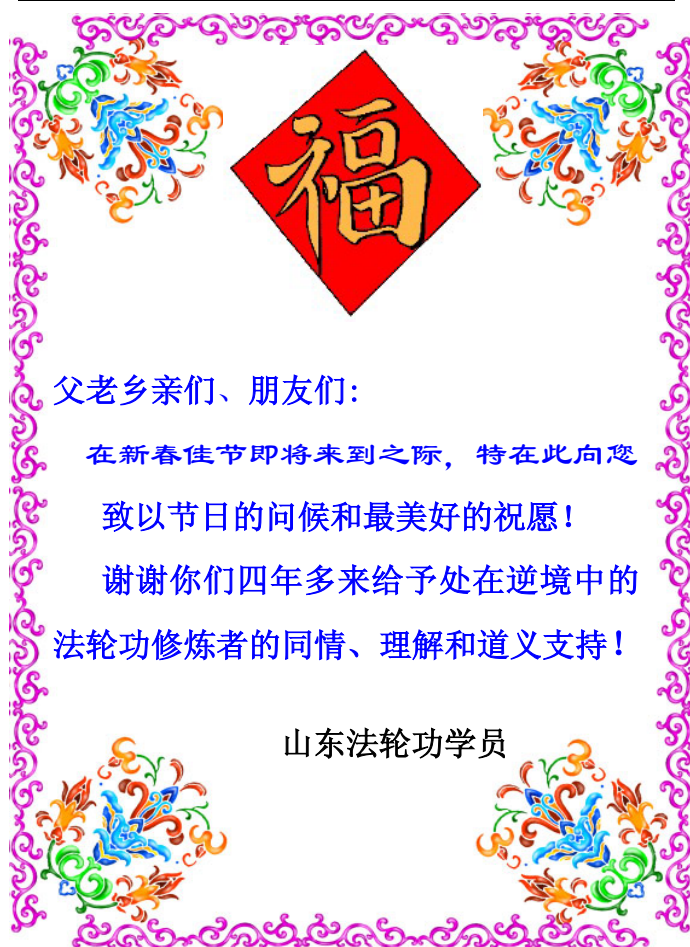 福
父老乡亲们、朋友们：
在新春佳节即将来到之际，特在此向您
致以节日的问候和最美好的祝愿！
谢谢你们四年多来给予处在逆境中的
法轮功修炼者的同情、理解和道义支持！
山东法轮功学员